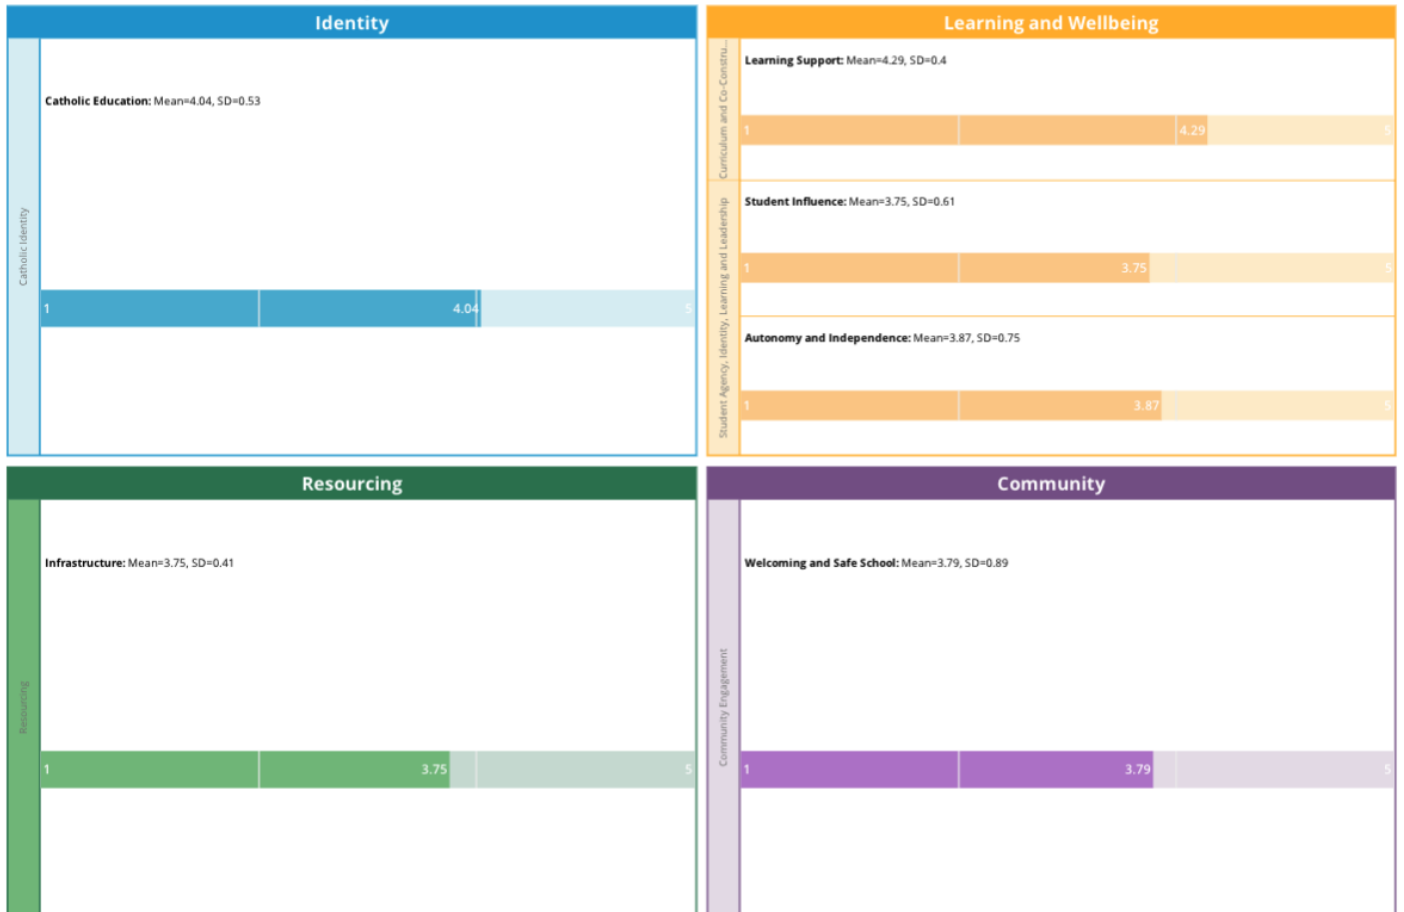 Identity
Catholic Identity
Catholic Education: Mean=4.04, SD=0.53
1 4.04 5
Learning and Wellbeing
Curriculum and Co-Constru...
Learning Support: Mean=4.29, SD=0.4
1 4.29 5
Student Agency, Identity, Learning and Leadership
Student Influence: Mean=3.75, SD=0.61
1 3.75 5
Autonomy and Independence: Mean=3.87, SD=0.75
1 3.87 5
Resourcing
Resourcing
Infrastructure: Mean=3.75, SD=0.41
1 3.75 5
Community
Community Engagement
Welcoming and Safe School: Mean=3.79, SD=0.89
1 3.79 5